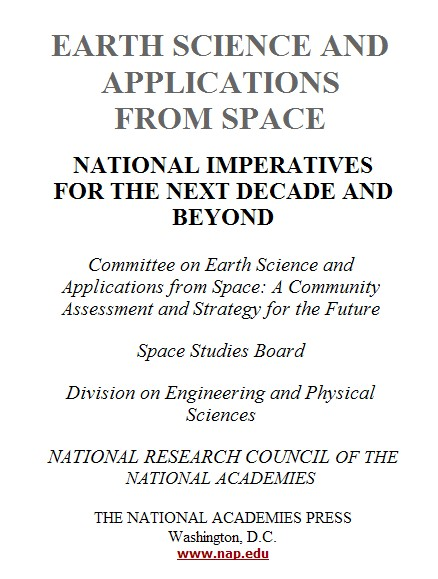 EARTH SCIENCE AND
APPLICATIONS
FROM SPACE
NATIONAL IMPERATIVES
FOR THE NEXT DECADE AND
BEYOND
Committee on Earth Science and
Applications from Space: A Community
Assessment and Strategy for the Future
Space Studies Board
Division on Engineering and Physical
Sciences
NATIONAL RESEARCH COUNCIL OF THE
NATIONAL ACADEMIES
THE NATIONAL ACADEMIES PRESS
Washington, D.C.
www.nap.edu